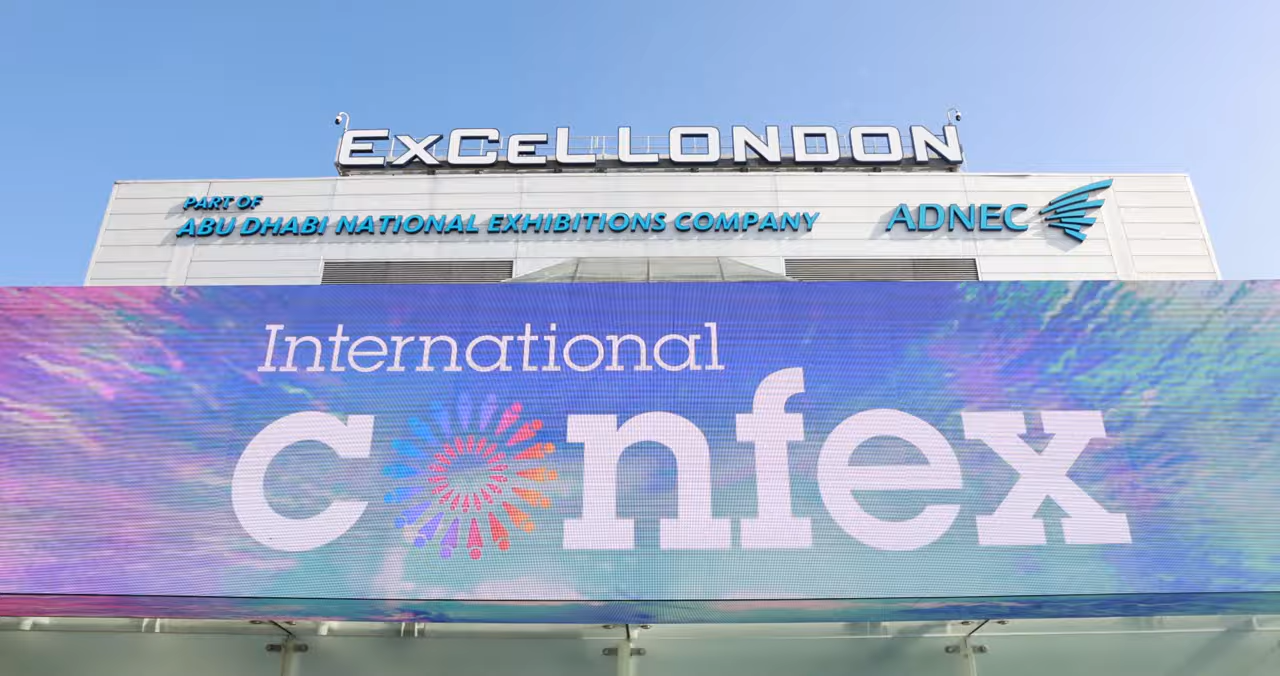 ExCeL LONDON
PART OF
ABU DHABI NATIONAL EXHIBITIONS COMPANY
ADNEC
International
confex